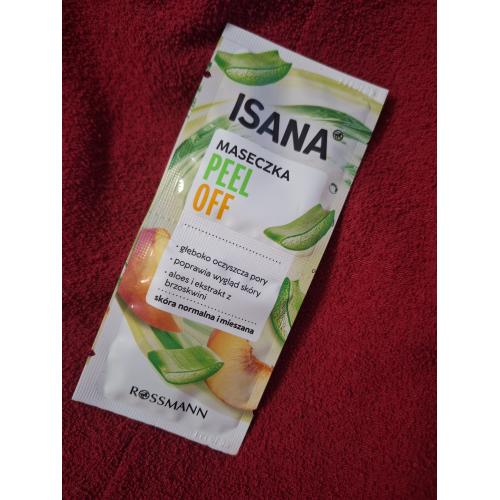 ISANA
MASECZKA
PEEL
OFF
• głęboko oczyszcza pory
• poprawia wygląd skóry
• aloes i ekstrakt z
brzoskwini
skóra normalna i mieszana
ROSSMANN